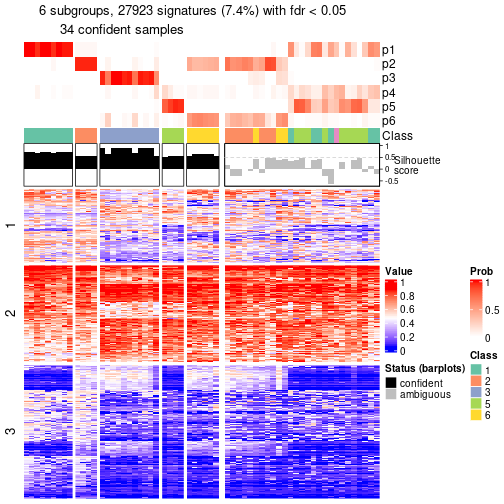 6 subgroups, 27923 signatures (7.4%) with fdr < 0.05
34 confident samples
p1
p2
p3
p4
p5
p6
Class
1
0.5
0
-0.5
Silhouette
score
1
2
3
Value
1
0.8
0.6
0.4
0.2
0
Prob
1
0.5
0
Status (barplots)
confident
ambiguous
Class
1
2
3
5
6